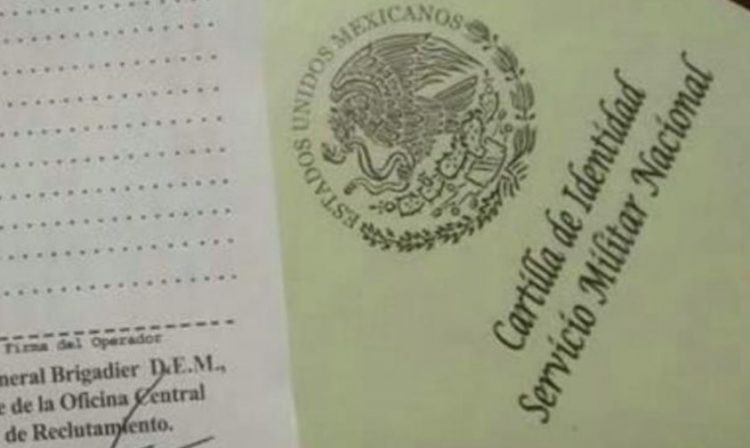 Firma del Operador
neral Brigadier D.E.M.,
e de la Oficina Central
de Reclutamiento.
ESTADOS UNIDOS MEXICANOS
Cartilla de Identidad
Servicio Militar Nacional